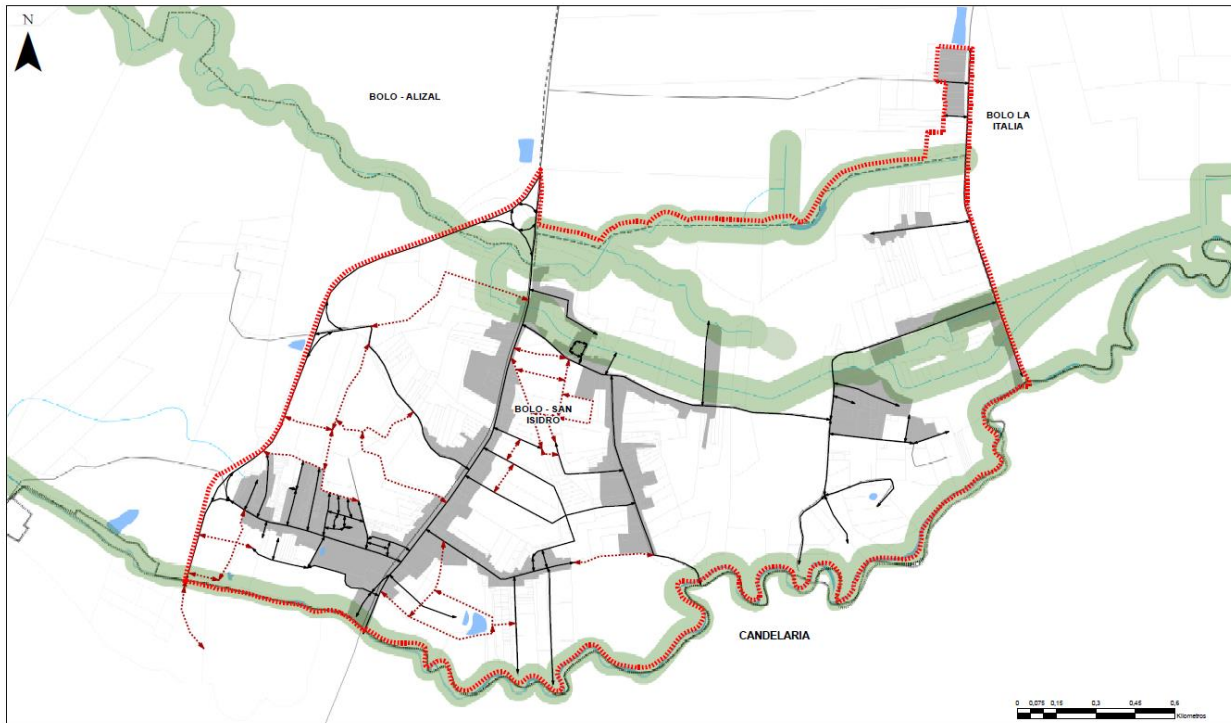 N
BOLO - ALIZAL
BOLO LA
ITALIA
BOLO - SAN
ISIDRO
CANDELARIA
0 0,075 0,15 0,3 0,45 0,6
Kilometros